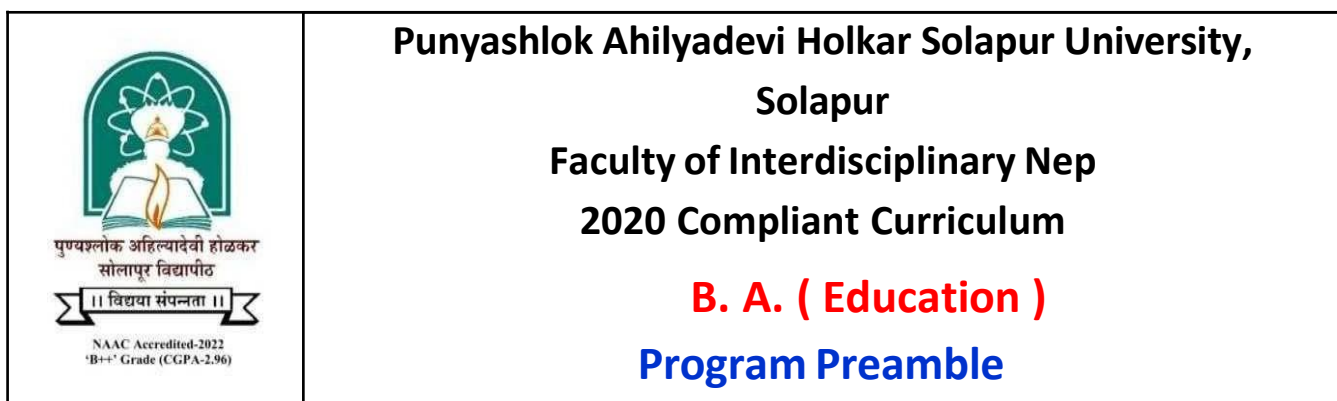 पुण्यश्लोक अहिल्यादेवी होळकर
सोलापूर विद्यापीठ
।। विद्यया संपन्नता ।।
NAAC Accredited-2022
'B++' Grade (CGPA-2.96)
Punyashlok Ahilyadevi Holkar Solapur University,
Solapur
Faculty of Interdisciplinary Nep
2020 Compliant Curriculum
B. A. ( Education )
Program Preamble